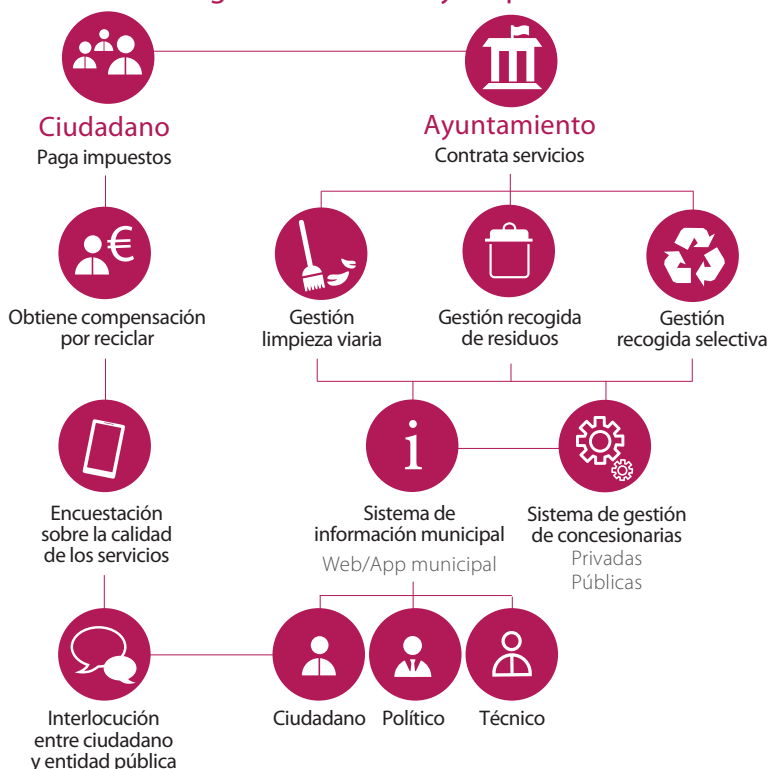 Ciudadano
Paga impuestos
Ayuntamiento
Contrata servicios
€
Obtiene compensación
por reciclar
Gestión
limpieza viaria
Gestión recogida
de residuos
Gestión
recogida selectiva
i
Encuestación
sobre la calidad
de los servicios
Sistema de
información municipal
Web/App municipal
Sistema de gestión
de concesionarias
Privadas
Públicas
Interlocución
entre ciudadano
y entidad pública
Ciudadano
Político
Técnico